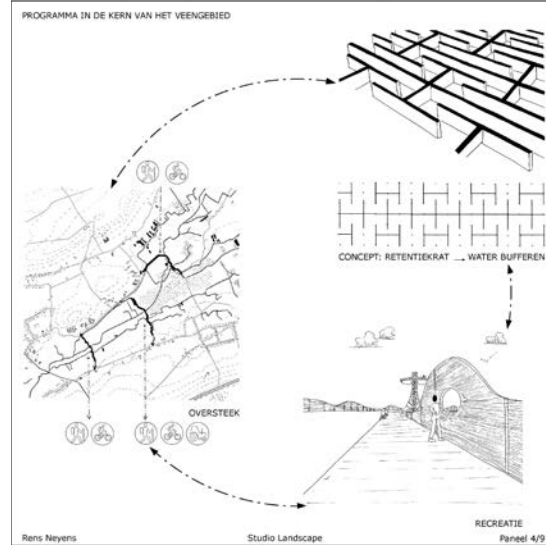 PROGRAMMA IN DE KERN VAN HET VEENGEBIED
CONCEPT: RETENTIEKRAT → WATER BUFFEREN
OVERSTEEK
RECREATIE
Rens Neyens
Studio Landscape
Paneel 4/9